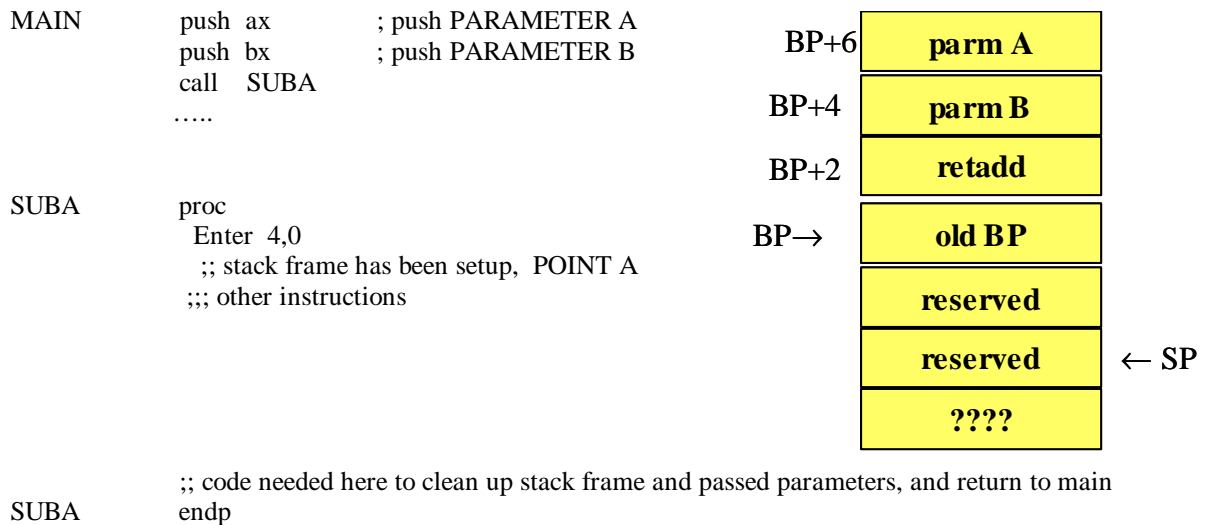 MAIN push ax ; push PARAMETER A
push bx ; push PARAMETER B
call SUBA
…..
SUBA proc
Enter 4,0
;; stack frame has been setup, POINT A
;;; other instructions
BP+6 parm A
BP+4 parm B
BP+2 retadd
BP→ old BP
reserved
reserved ← SP
????
;; code needed here to clean up stack frame and passed parameters, and return to main
SUBA endp